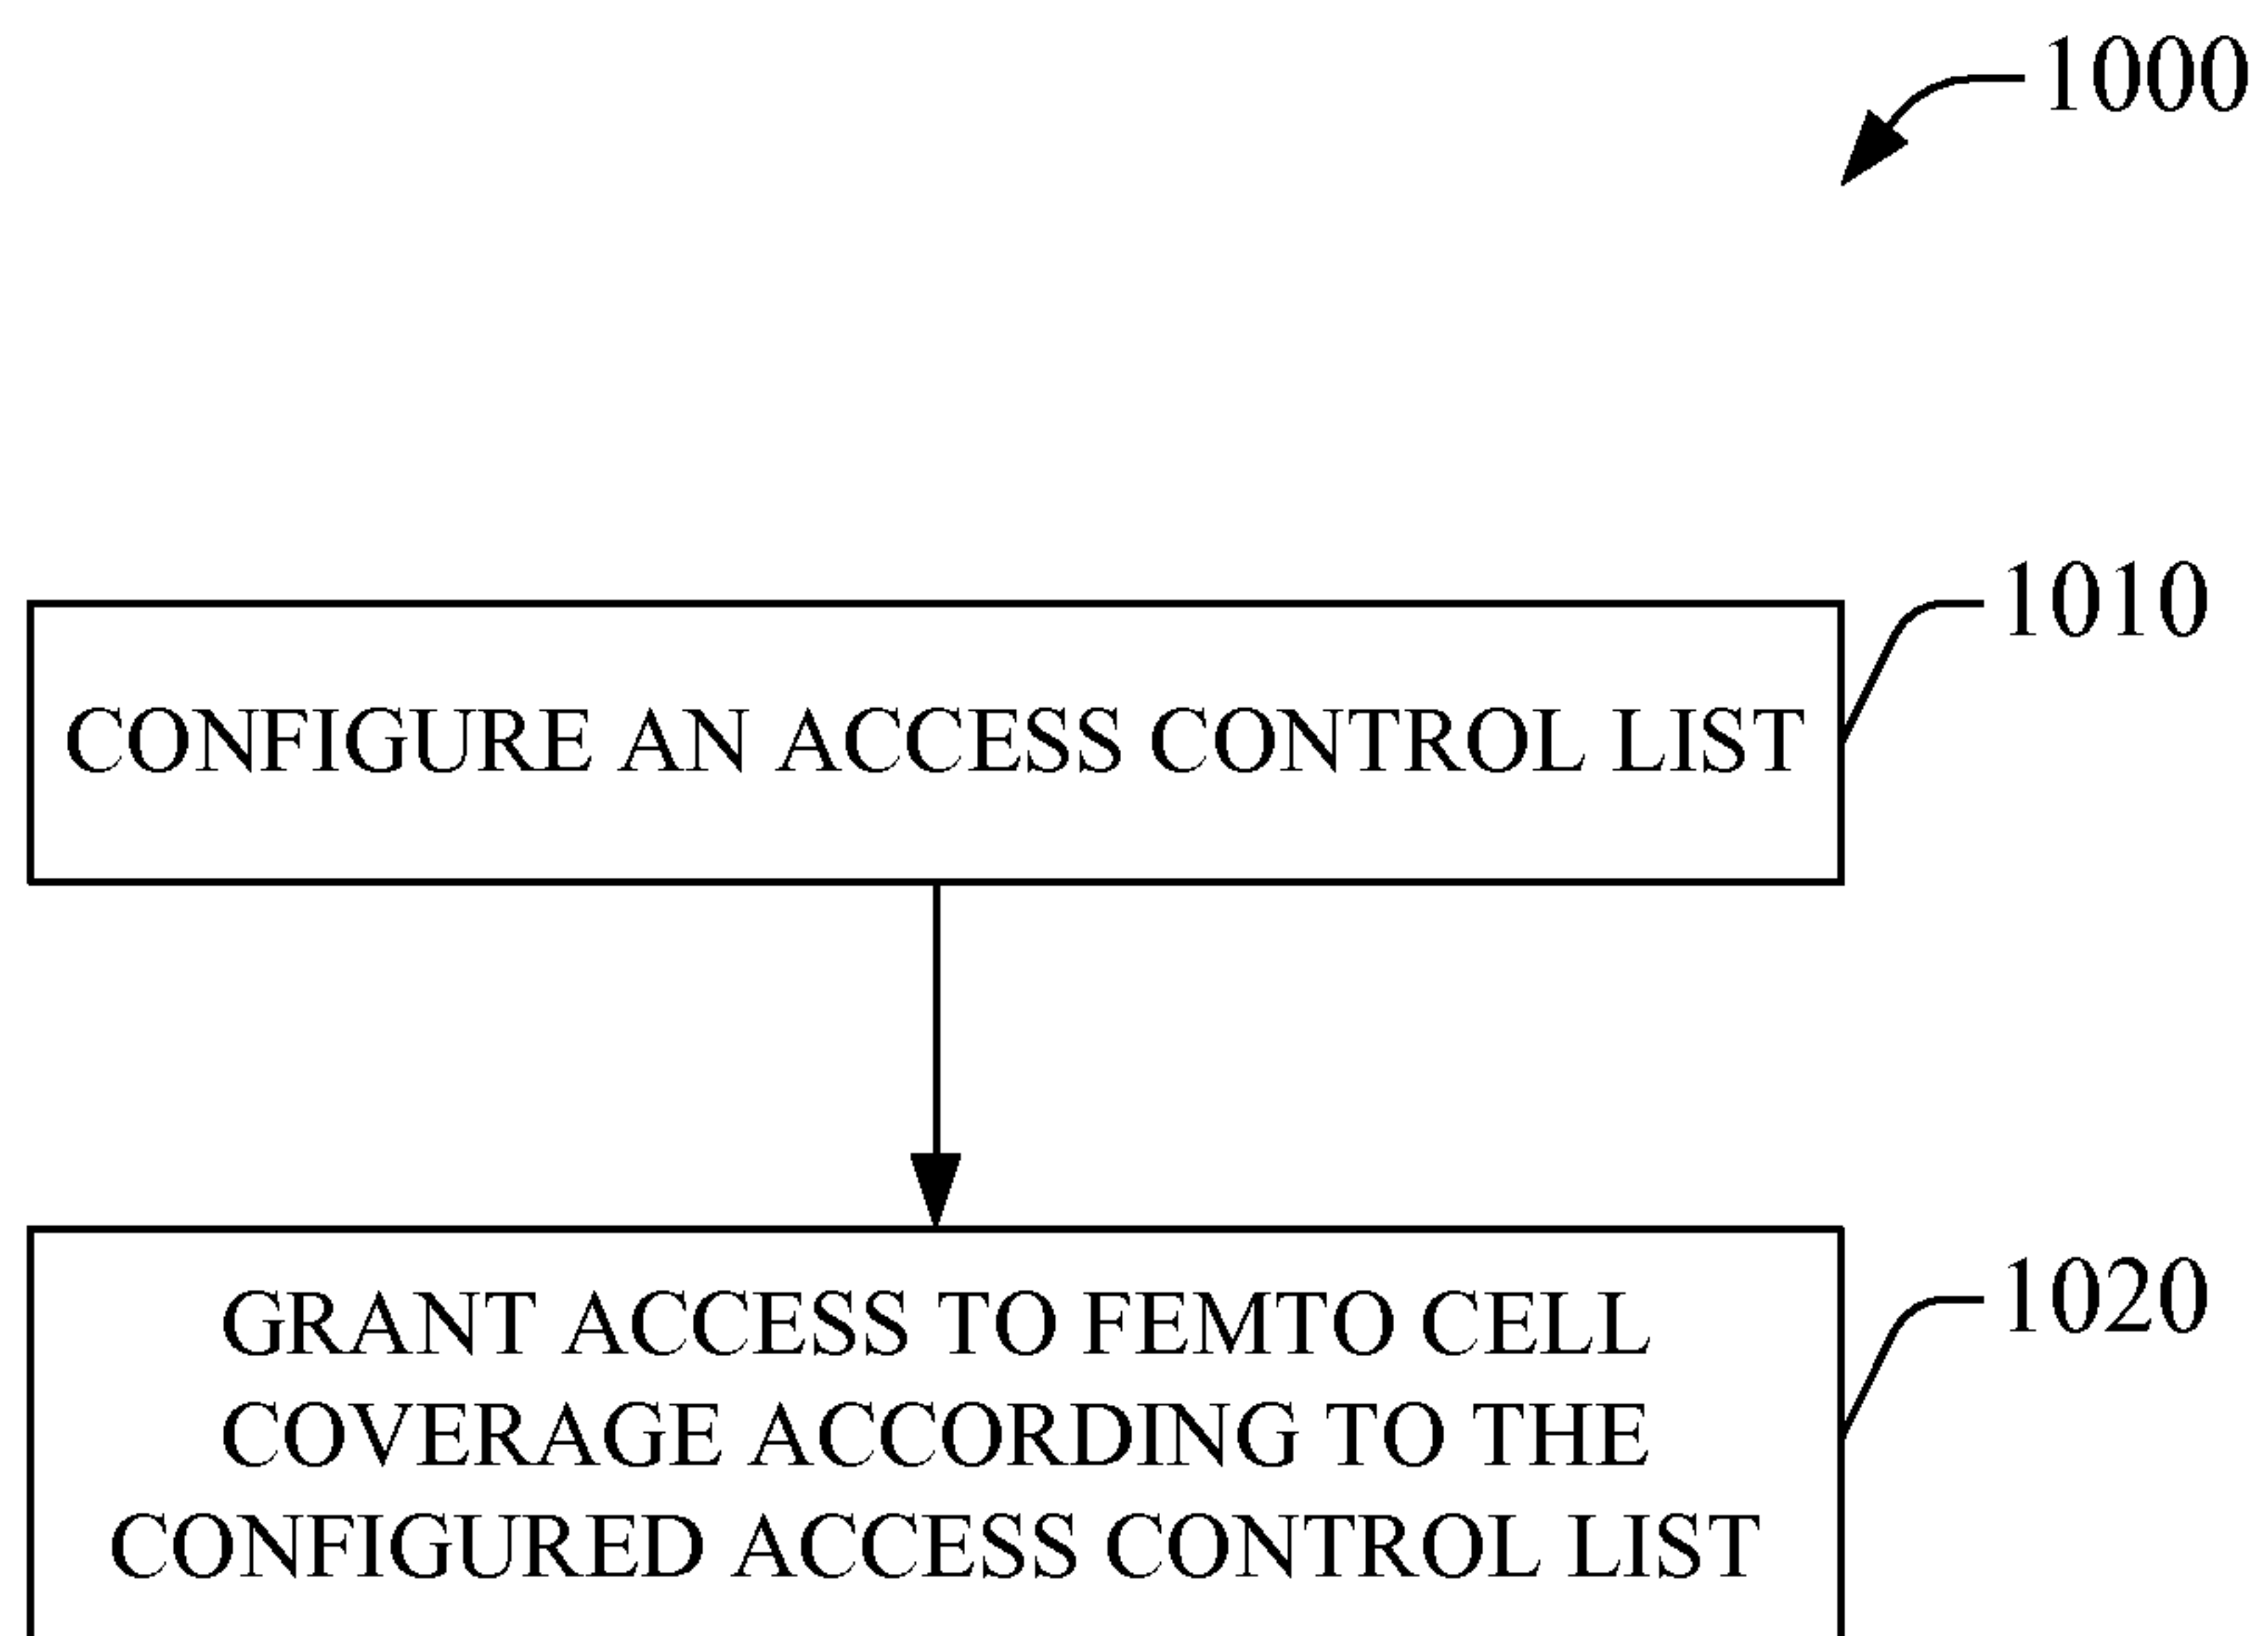 1000
1010
CONFIGURE AN ACCESS CONTROL LIST
1020
GRANT ACCESS TO FEMTO CELL
COVERAGE ACCORDING TO THE
CONFIGURED ACCESS CONTROL LIST